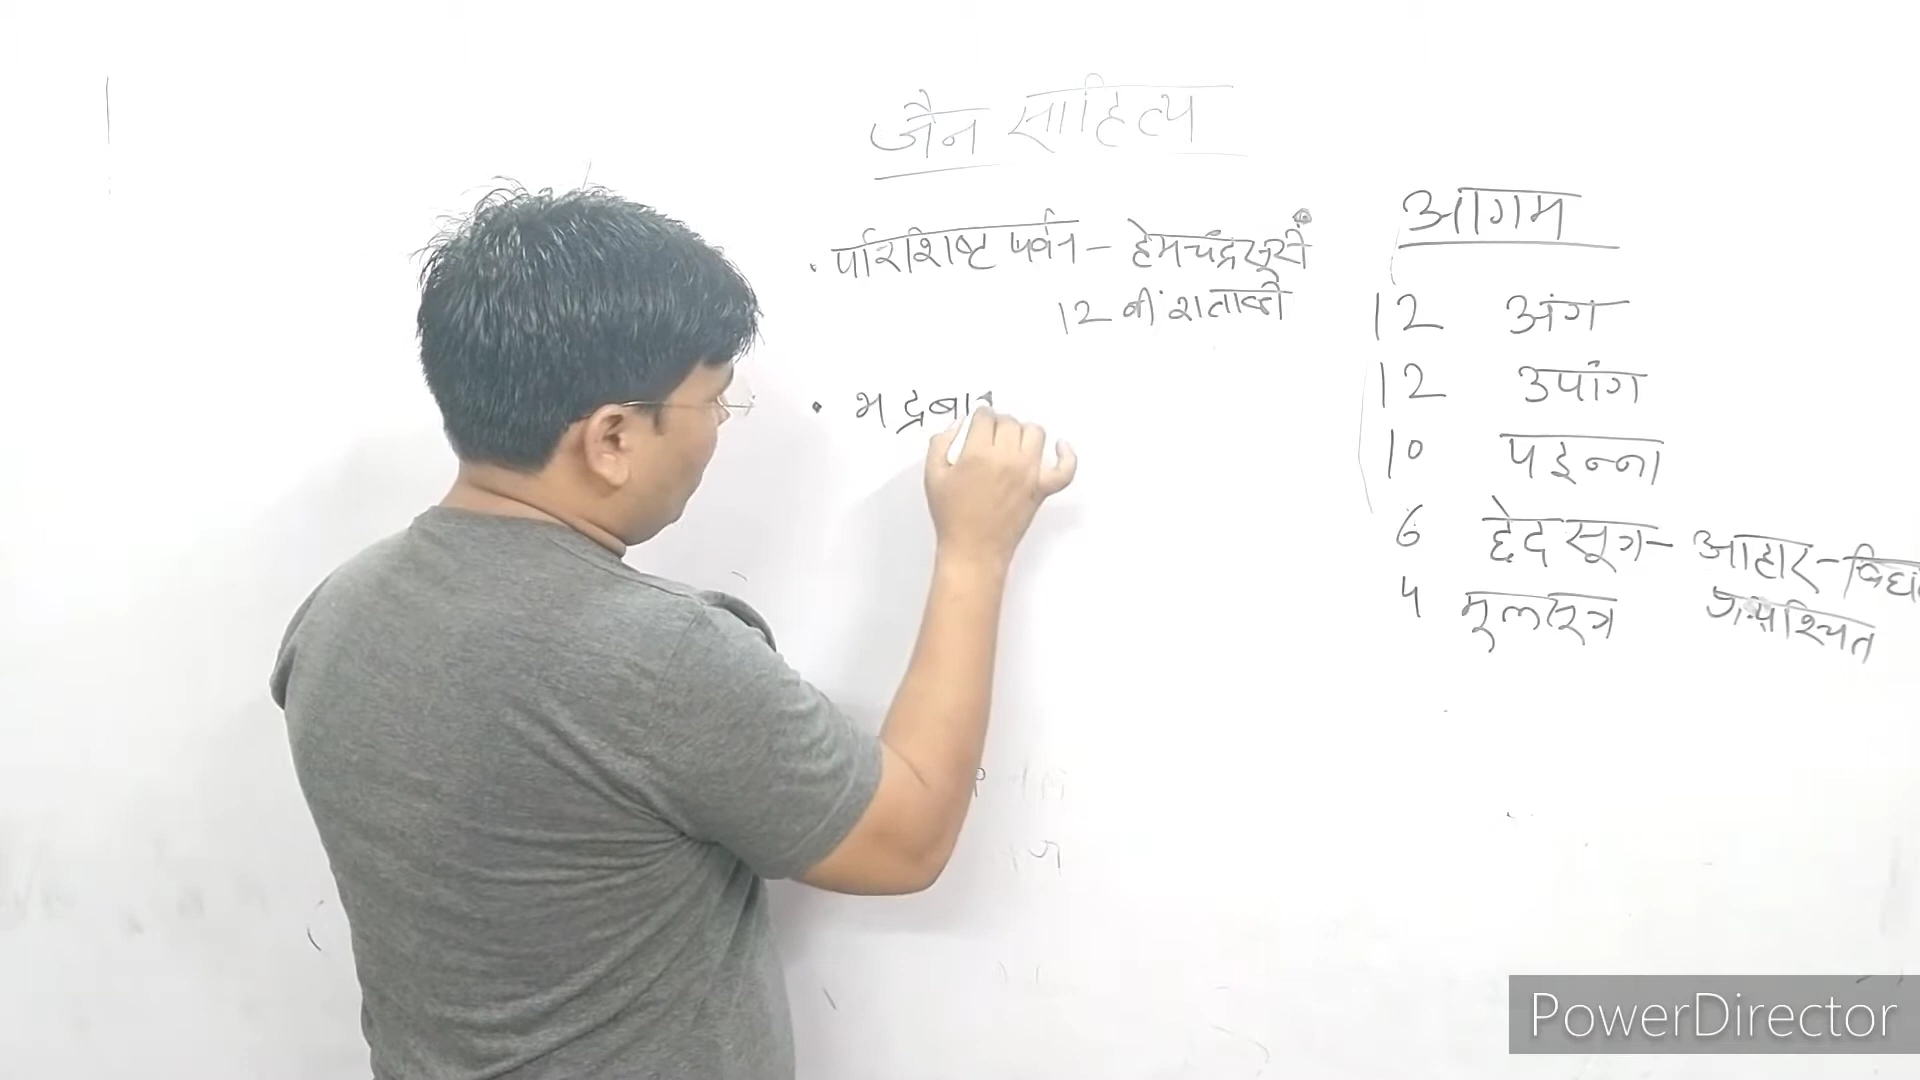 जैन साहित्य
• परिशिष्ट पर्वन - हेमचंद्रसूरी
12 वीं शताब्दी
• भद्रबा
आगम
12 अंग
12 उपांग
10 पइन्ना
6 छेदसूत्र - आहार -
4 मूलसूत्र
PowerDirector